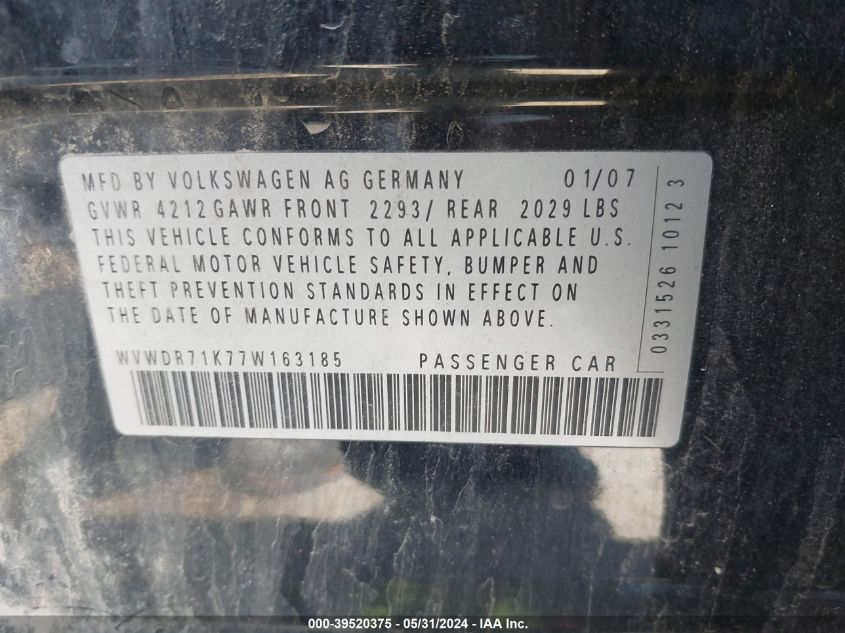 MFD BY VOLKSWAGEN AG GERMANY 01/07
GVWR 4212 GAWR FRONT 2293/ REAR 2029 LBS
THIS VEHICLE CONFORMS TO ALL APPLICABLE U.S.
FEDERAL MOTOR VEHICLE SAFETY, BUMPER AND
THEFT PREVENTION STANDARDS IN EFFECT ON
THE DATE OF MANUFACTURE SHOWN ABOVE.
WVWDR71K77W163185 PASSENGER CAR
0331526 1012 3
000-39520375 - 05/31/2024 - IAA Inc.